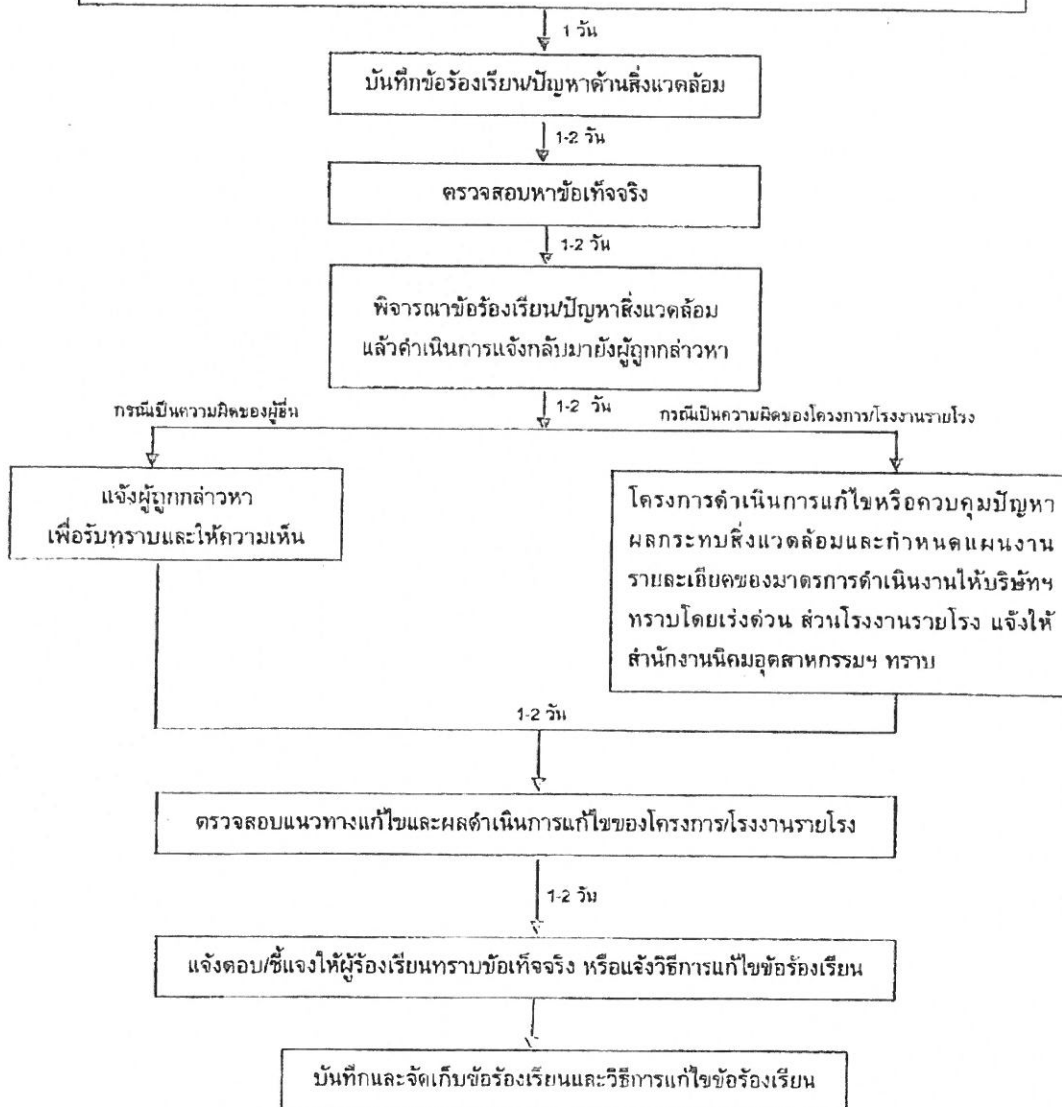 1 วัน
บันทึกข้อร้องเรียน/ปัญหาด้านสิ่งแวดล้อม
1-2 วัน
ตรวจสอบหาข้อเท็จจริง
1-2 วัน
พิจารณาข้อร้องเรียน/ปัญหาสิ่งแวดล้อม
แล้วดำเนินการแจ้งกลับมายังผู้ถูกกล่าวหา
1-2 วัน
กรณีเป็นความผิดของผู้อื่น
กรณีเป็นความผิดของโครงการ/โรงงานรายโรง
แจ้งผู้ถูกกล่าวหา
เพื่อรับทราบและให้ความเห็น
โครงการดำเนินการแก้ไขหรือควบคุมปัญหา
ผลกระทบสิ่งแวดล้อมและกำหนดแผนงาน
รายละเอียดของมาตรการดำเนินงานให้บริษัทฯ
ทราบโดยเร่งด่วน ส่วนโรงงานรายโรง แจ้งให้
สำนักงานนิคมอุตสาหกรรมฯ ทราบ
1-2 วัน
ตรวจสอบแนวทางแก้ไขและผลดำเนินการแก้ไขของโครงการ/โรงงานรายโรง
1-2 วัน
แจ้งตอบ/ชี้แจงให้ผู้ร้องเรียนทราบข้อเท็จจริง หรือแจ้งวิธีการแก้ไขข้อร้องเรียน
บันทึกและจัดเก็บข้อร้องเรียนและวิธีการแก้ไขข้อร้องเรียน